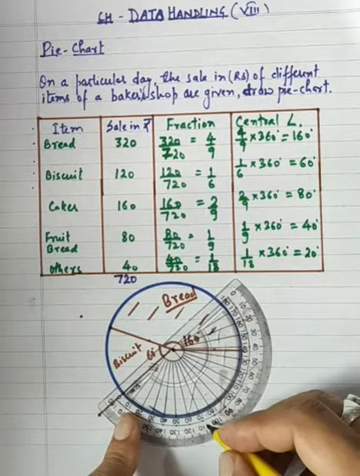 CH - DATA HANDLING (VIII)
Pie-Chart
On a particular day, the sale in (Rs) of different
items of a baker's shop are given, draw pie-chart.
Item Sale in ₹ Fraction Central ∠.
Bread 320 320/720 = 4/9 4/9 × 360° = 160°
Biscuit 120 120/720 = 1/6 1/6 × 360° = 60°
Cakes 160 160/720 = 2/9 2/9 × 360° = 80°
Fruit Bread 80 80/720 = 1/9 1/9 × 360° = 40°
Others 40 40/720 = 1/18 1/18 × 360° = 20°
720
Bread
160°
Biscuit 60°